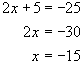 2x + 5 = −25
2x = −30
x = −15